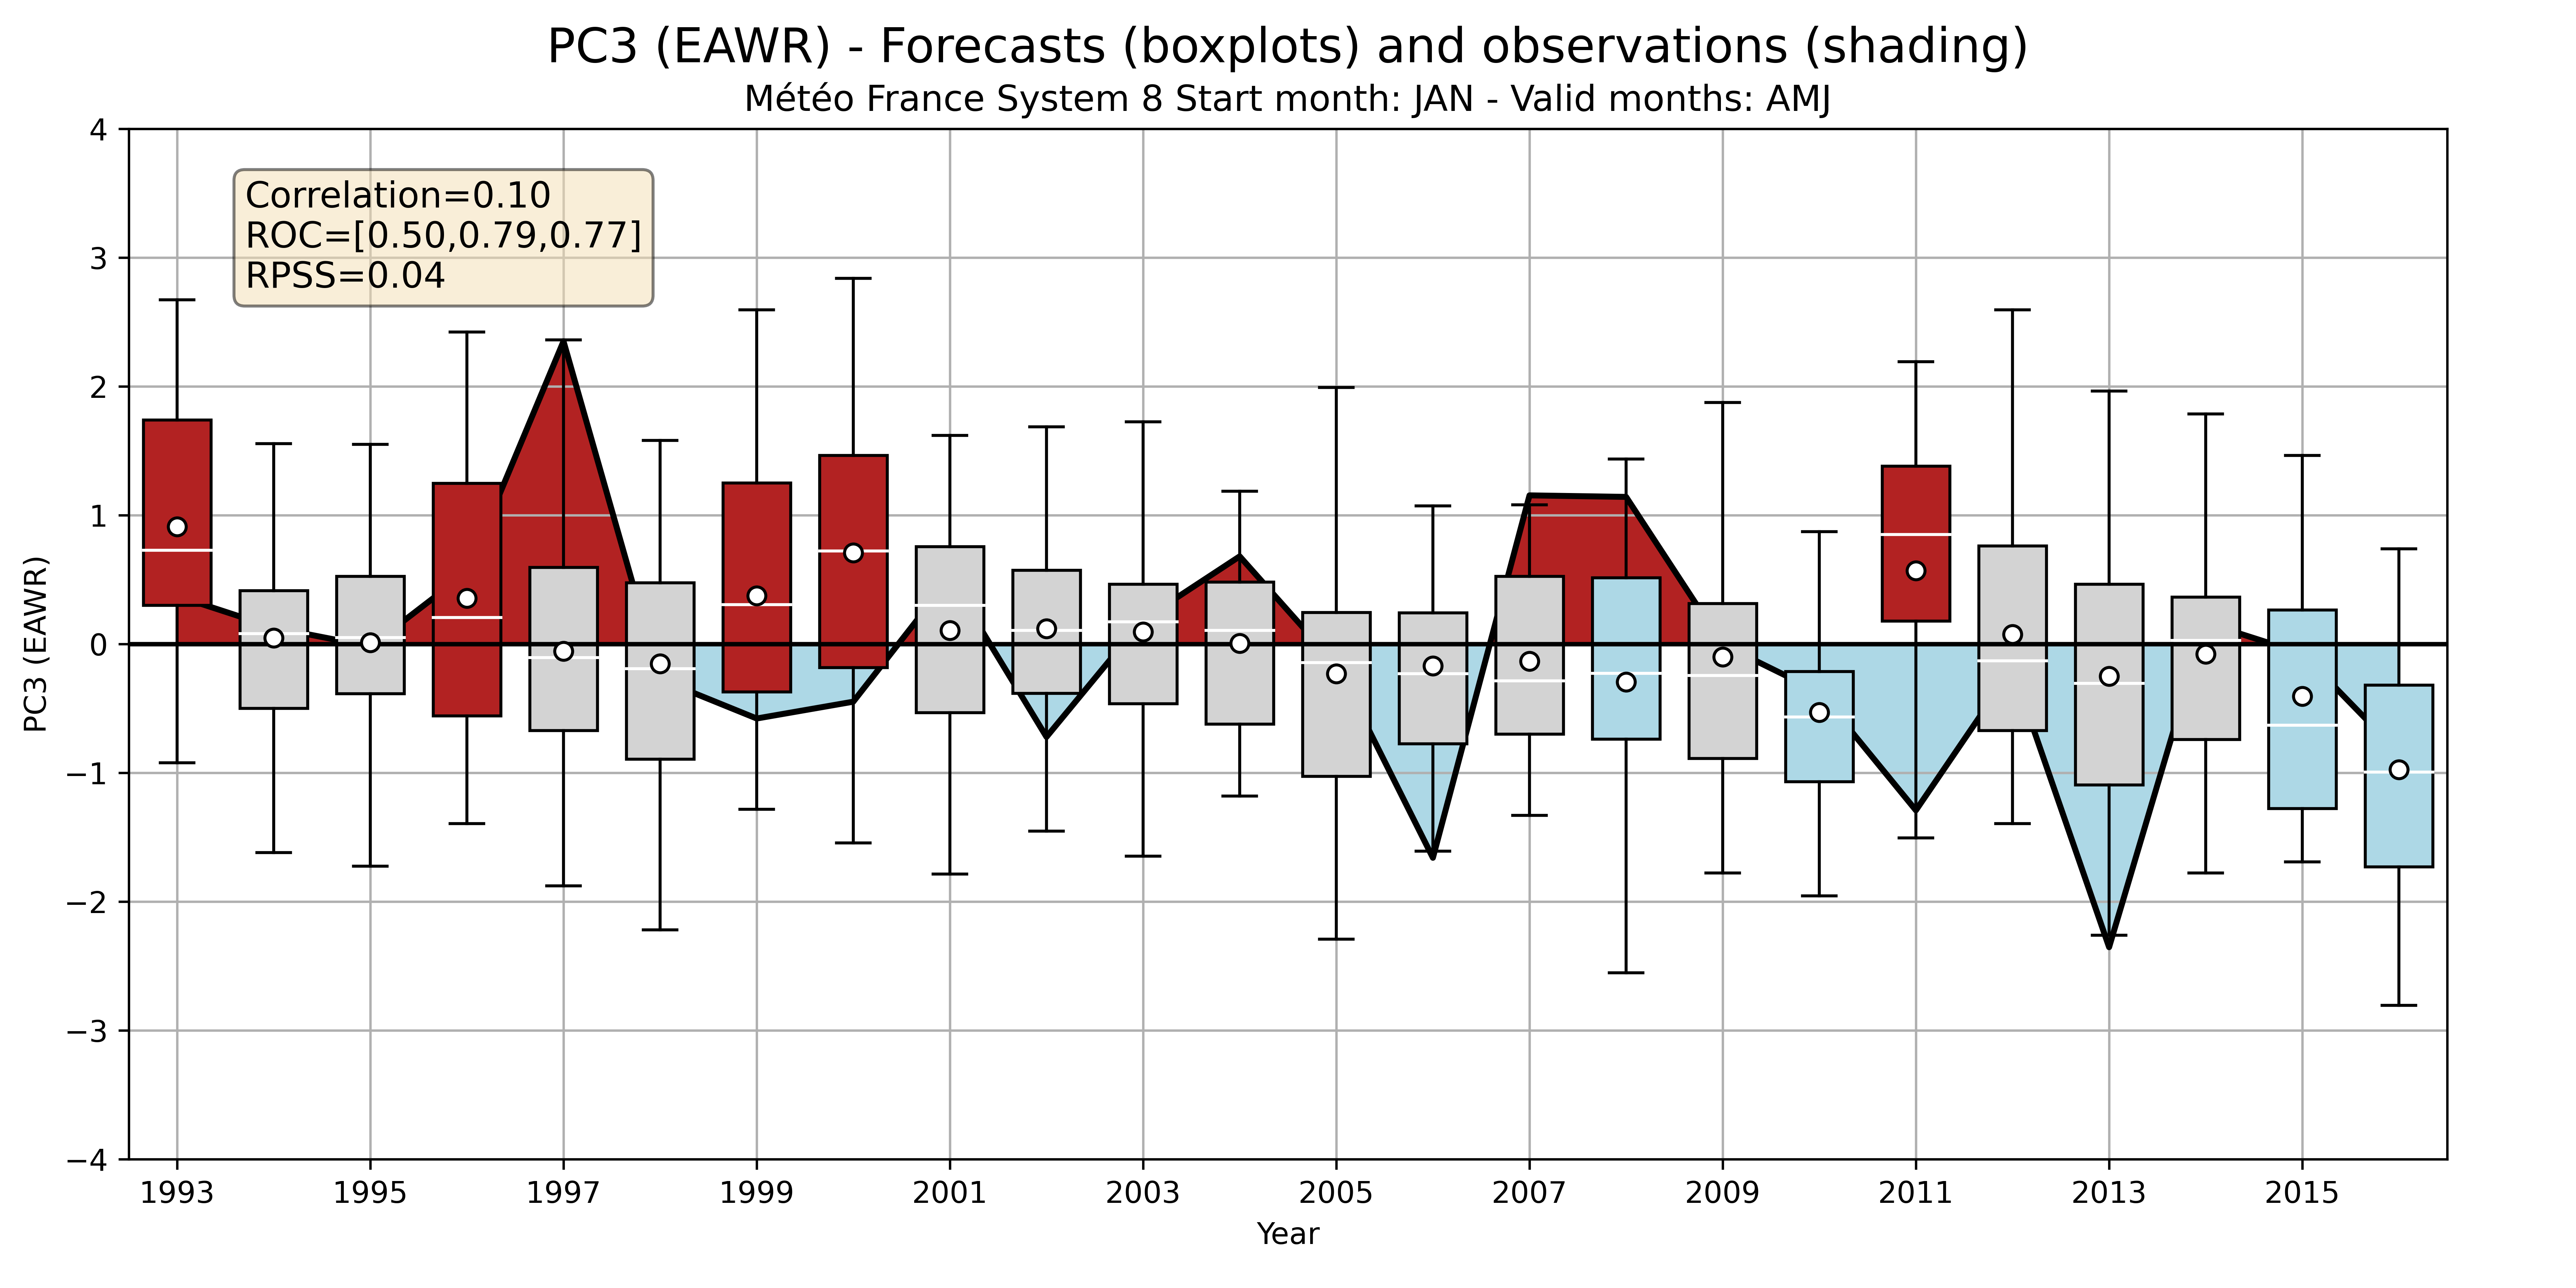 PC3 (EAWR) - Forecasts (boxplots) and observations (shading)
Météo France System 8 Start month: JAN - Valid months: AMJ
Correlation=0.10
ROC=[0.50,0.79,0.77]
RPSS=0.04
PC3 (EAWR)
4
3
2
1
0
−1
−2
−3
−4
1993 1995 1997 1999 2001 2003 2005 2007 2009 2011 2013 2015
Year